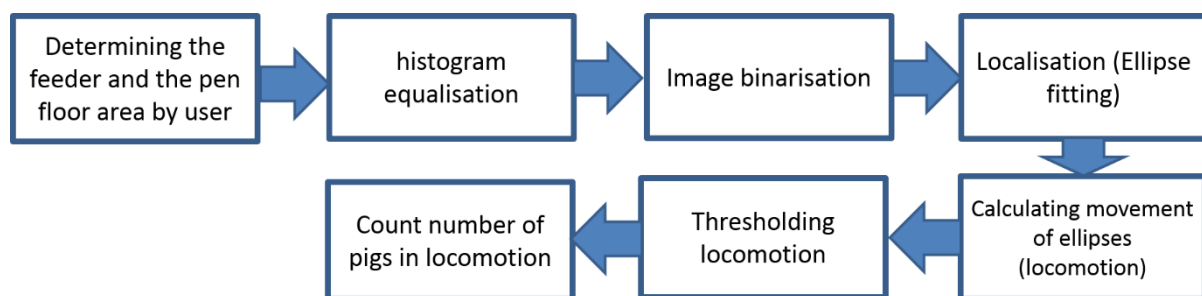 Determining the
feeder and the pen
floor area by user
histogram
equalisation
Image binarisation
Localisation (Ellipse
fitting)
Calculating movement
of ellipses
(locomotion)
Thresholding
locomotion
Count number of
pigs in locomotion